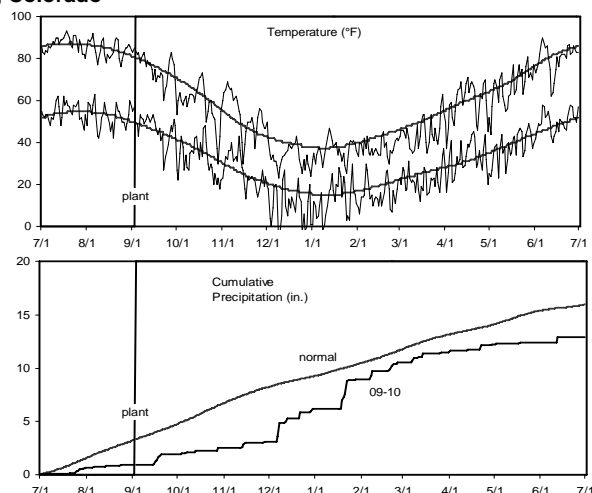 Colorado
Temperature (°F)
100
80
60
40
20
0
plant
7/1 8/1 9/1 10/1 11/1 12/1 1/1 2/1 3/1 4/1 5/1 6/1 7/1
20
15
10
5
0
Cumulative
Precipitation (in.)
normal
09-10
plant
7/1 8/1 9/1 10/1 11/1 12/1 1/1 2/1 3/1 4/1 5/1 6/1 7/1